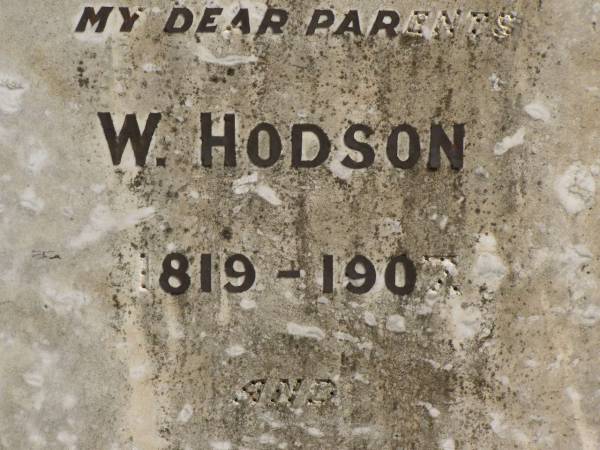 MY DEAR PARENTS
W. HODSON
1819 - 1907
AND